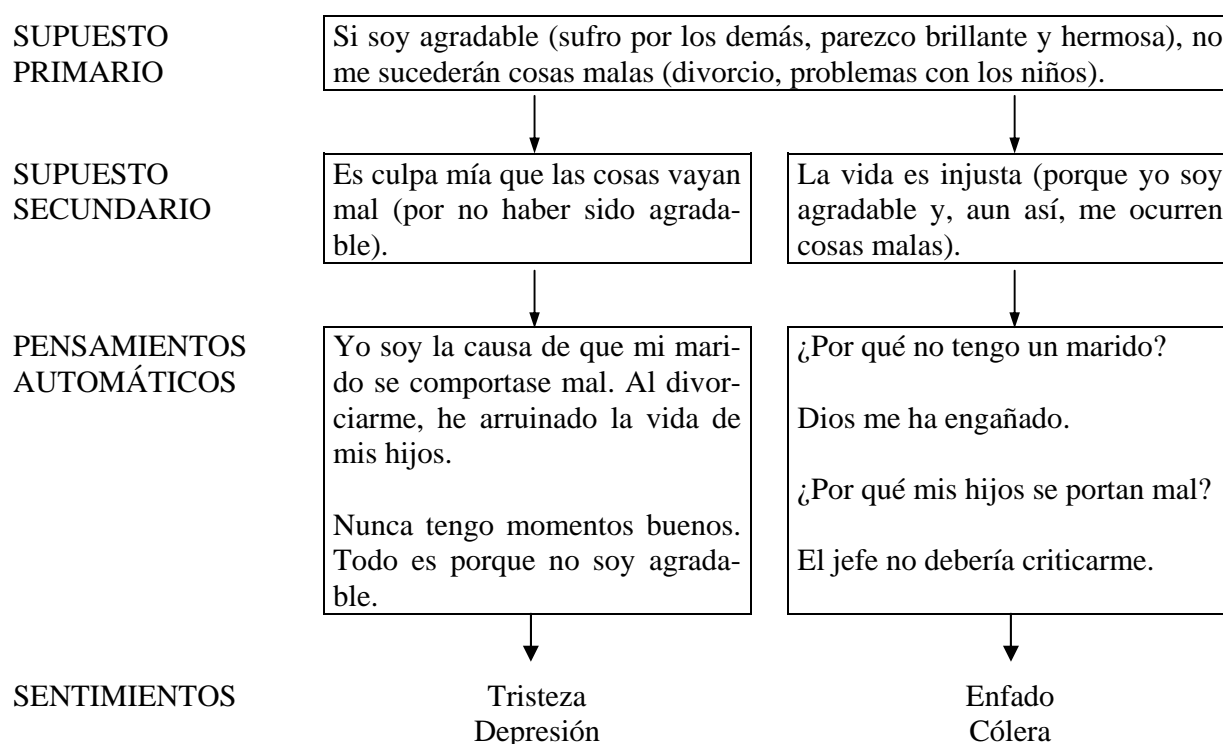 SUPUESTO
PRIMARIO
Si soy agradable (sufro por los demás, parezco brillante y hermosa), no
me sucederán cosas malas (divorcio, problemas con los niños).
SUPUESTO
SECUNDARIO
Es culpa mía que las cosas vayan
mal (por no haber sido agrada-
ble).
La vida es injusta (porque yo soy
agradable y, aun así, me ocurren
cosas malas).
PENSAMIENTOS
AUTOMÁTICOS
Yo soy la causa de que mi mari-
do se comportase mal. Al divor-
ciarme, he arruinado la vida de
mis hijos.
Nunca tengo momentos buenos.
Todo es porque no soy agrada-
ble.
¿Por qué no tengo un marido?
Dios me ha engañado.
¿Por qué mis hijos se portan mal?
El jefe no debería criticarme.
SENTIMIENTOS
Tristeza
Depresión
Enfado
Cólera